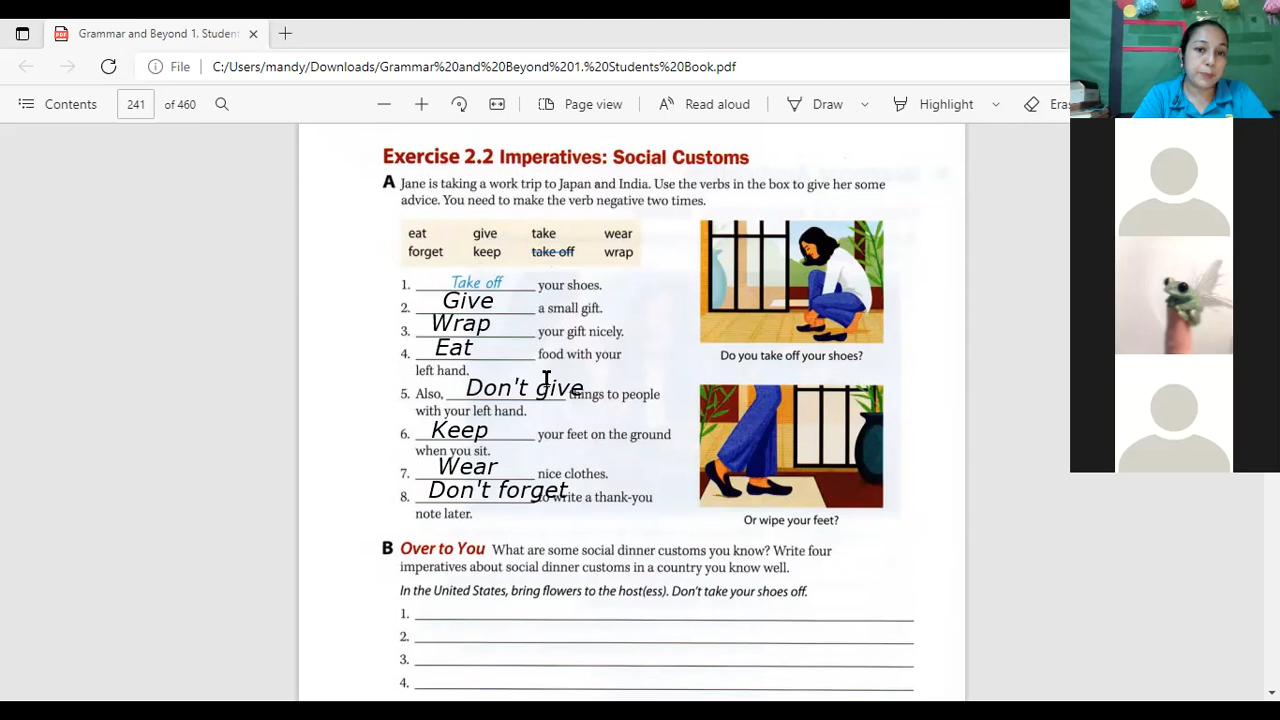 Grammar and Beyond 1. Student
File C:/Users/mandy/Downloads/Grammar%20and%20Beyond%201.%20Students%20Book.pdf
Contents 241 of 460 Page view Read aloud Draw Highlight Eras
Exercise 2.2 Imperatives: Social Customs
A Jane is taking a work trip to Japan and India. Use the verbs in the box to give her some
advice. You need to make the verb negative two times.
eat give take wear
forget keep take off wrap
1. Take off your shoes.
2. Give a small gift.
3. Wrap your gift nicely.
4. Eat food with your
left hand.
5. Also, Don't give things to people
with your left hand.
6. Keep your feet on the ground
when you sit.
7. Wear nice clothes.
8. Don't forget to write a thank-you
note later.
Do you take off your shoes?
Or wipe your feet?
B Over to You What are some social dinner customs you know? Write four
imperatives about social dinner customs in a country you know well.
In the United States, bring flowers to the host(ess). Don't take your shoes off.
1.
2.
3.
4.